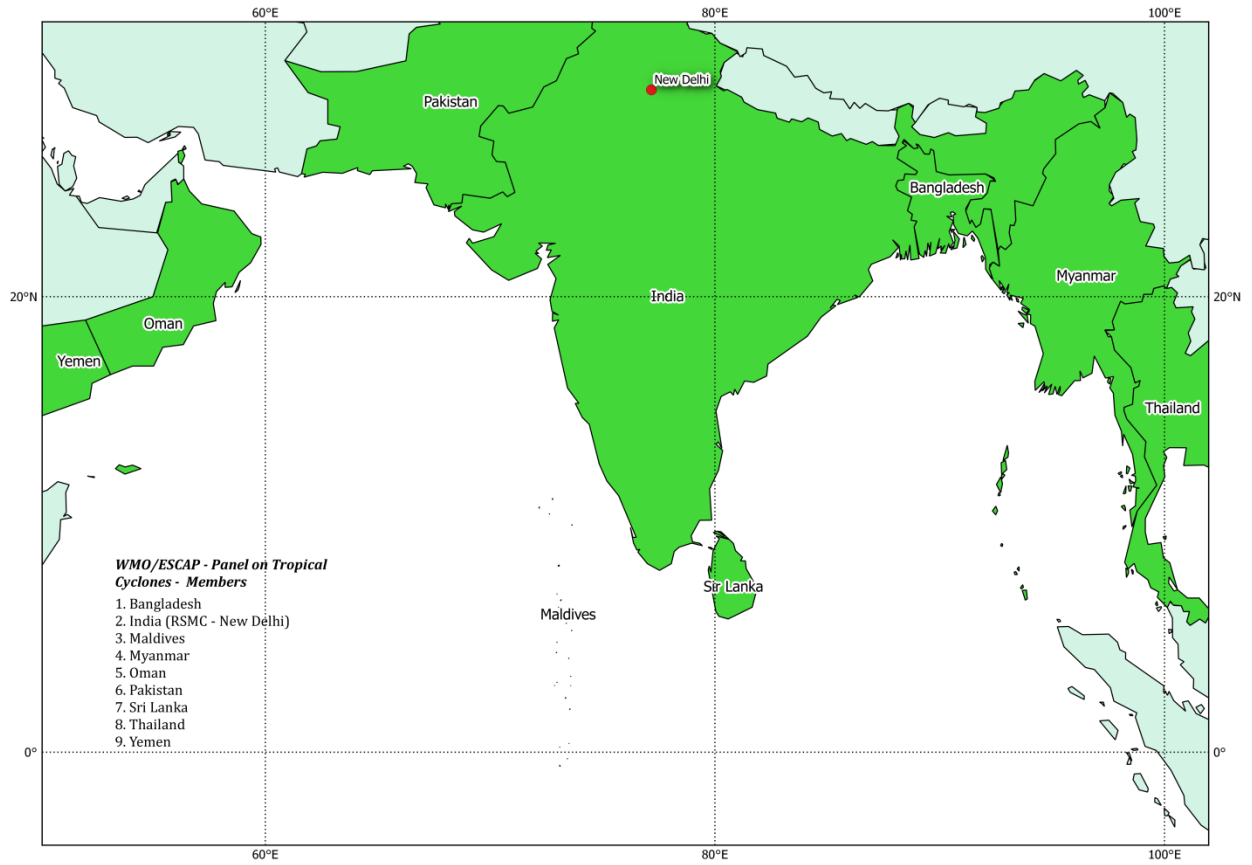 60°E
80°E
100°E
New Delhi
Pakistan
Bangladesh
Myanmar
20°N
India
20°N
Oman
Yemen
Thailand
WMO/ESCAP - Panel on Tropical
Cyclones - Members
1. Bangladesh
2. India (RSMC - New Delhi)
3. Maldives
4. Myanmar
5. Oman
6. Pakistan
7. Sri Lanka
8. Thailand
9. Yemen
Sir Lanka
Maldives
0°
0°
60°E
80°E
100°E